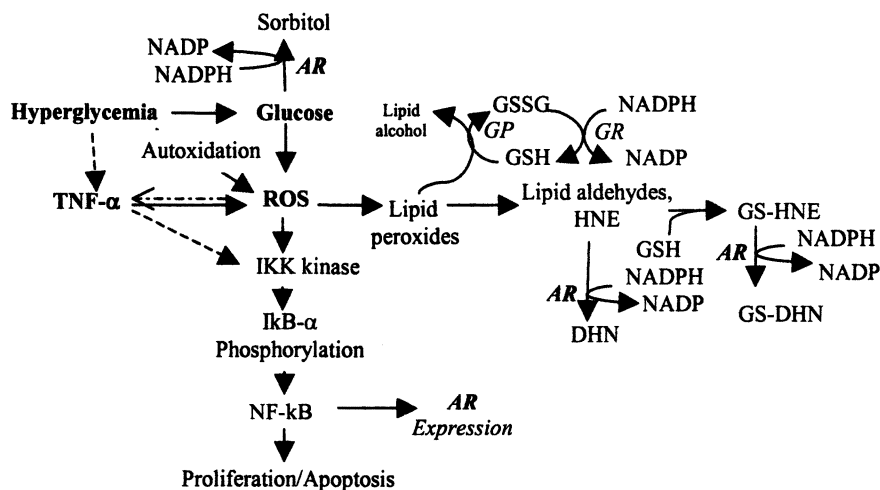 Sorbitol
NADP
NADPH
AR
Hyperglycemia
Glucose
Lipid
alcohol
GSSG
GP
GSH
GR
NADPH
NADP
Autoxidation
TNF-α
ROS
Lipid
peroxides
Lipid aldehydes,
HNE
GSH
GS-HNE
AR
NADPH
NADP
GS-DHN
IKK kinase
AR
NADPH
NADP
DHN
IkB-α
Phosphorylation
NF-kB
AR
Expression
Proliferation/Apoptosis